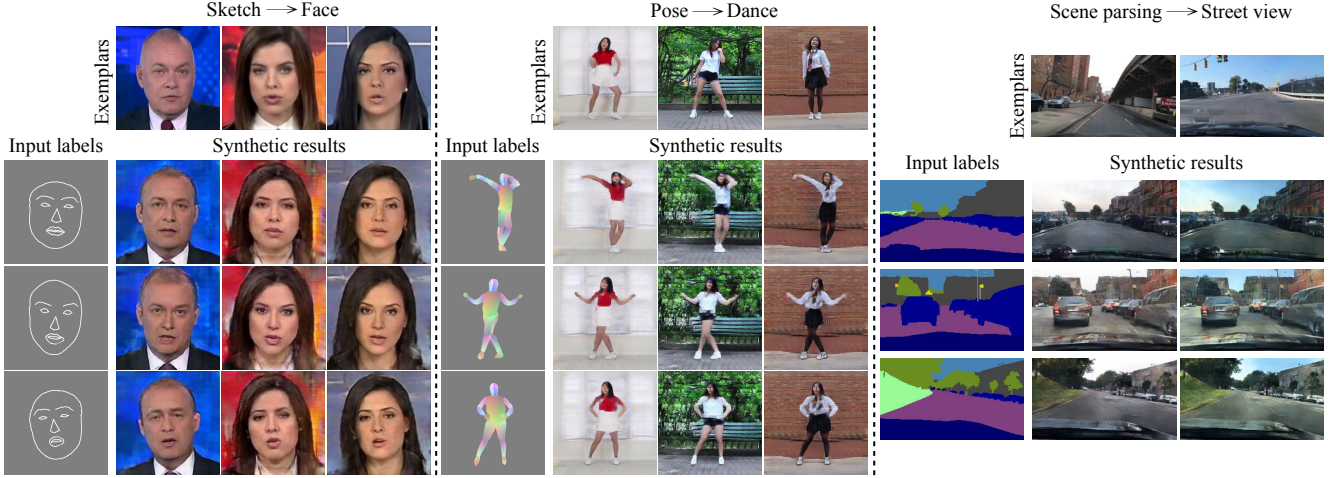 Sketch → Face
Exemplars
Input labels
Synthetic results
Pose → Dance
Exemplars
Input labels
Synthetic results
Scene parsing → Street view
Exemplars
Input labels
Synthetic results